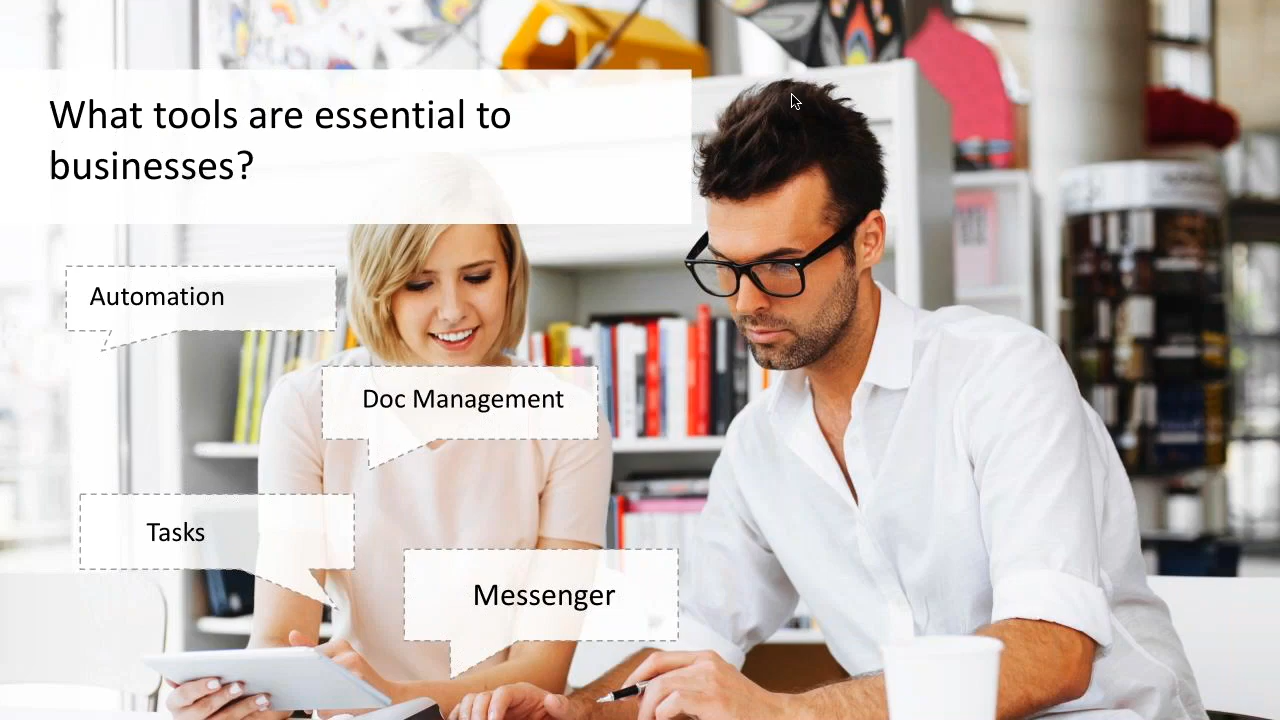 What tools are essential to
businesses?
Automation
Doc Management
Tasks
Messenger